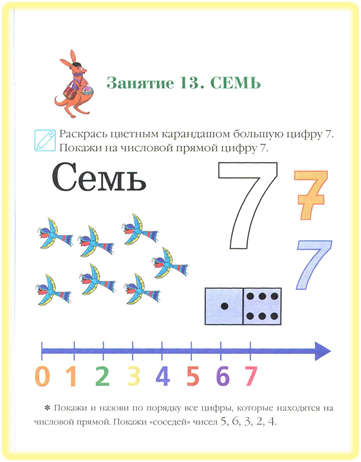 Занятие 13. СЕМЬ
Раскрась цветным карандашом большую цифру 7.
Покажи на числовой прямой цифру 7.
Семь
7
7
7
0 1 2 3 4 5 6 7
* Покажи и назови по порядку все цифры, которые находятся на
числовой прямой. Покажи «соседей» чисел 5, 6, 3, 2, 4.